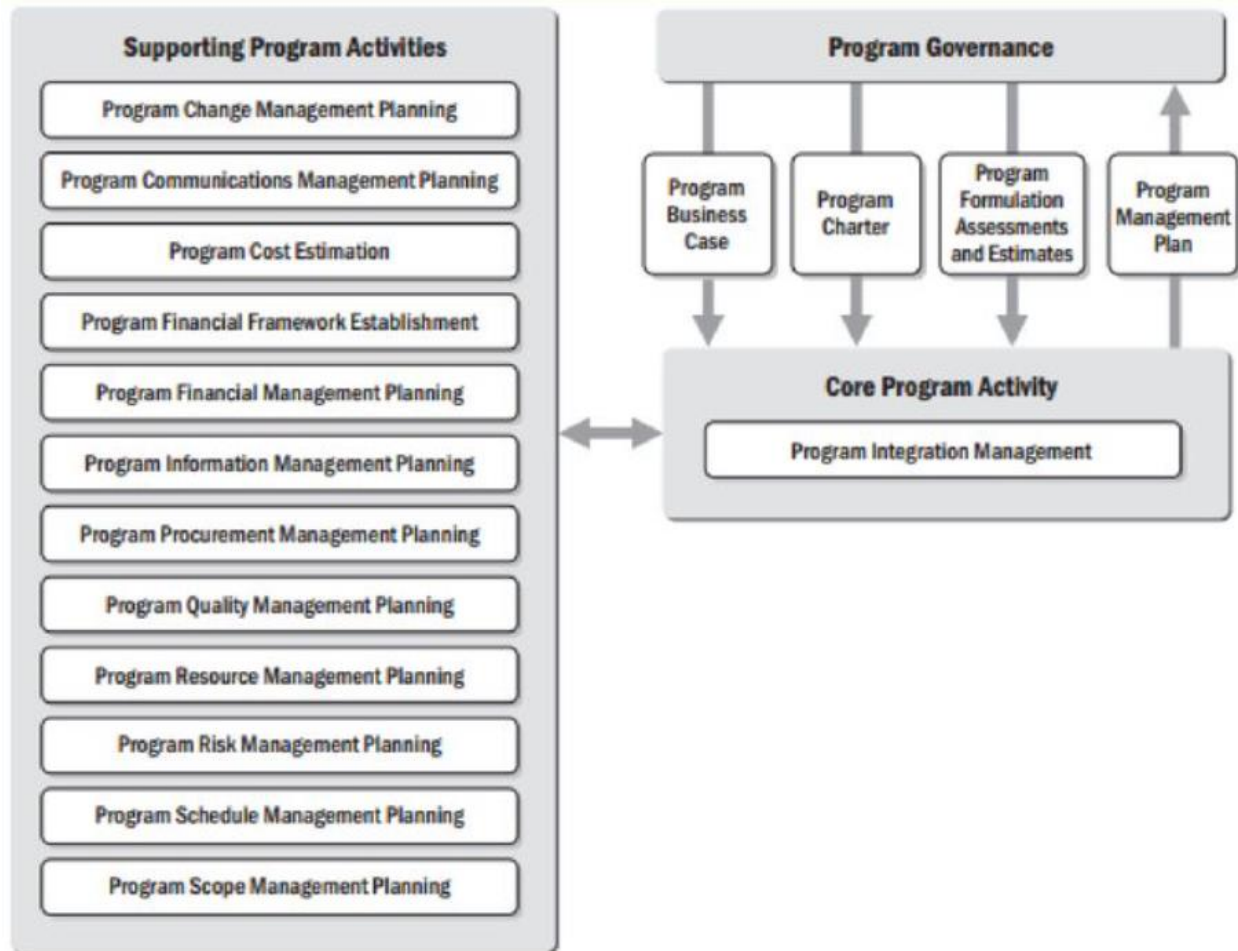 Supporting Program Activities
Program Change Management Planning
Program Communications Management Planning
Program Cost Estimation
Program Financial Framework Establishment
Program Financial Management Planning
Program Information Management Planning
Program Procurement Management Planning
Program Quality Management Planning
Program Resource Management Planning
Program Risk Management Planning
Program Schedule Management Planning
Program Scope Management Planning
Program Governance
Program
Business
Case
Program
Charter
Program
Formulation
Assessments
and Estimates
Program
Management
Plan
Core Program Activity
Program Integration Management